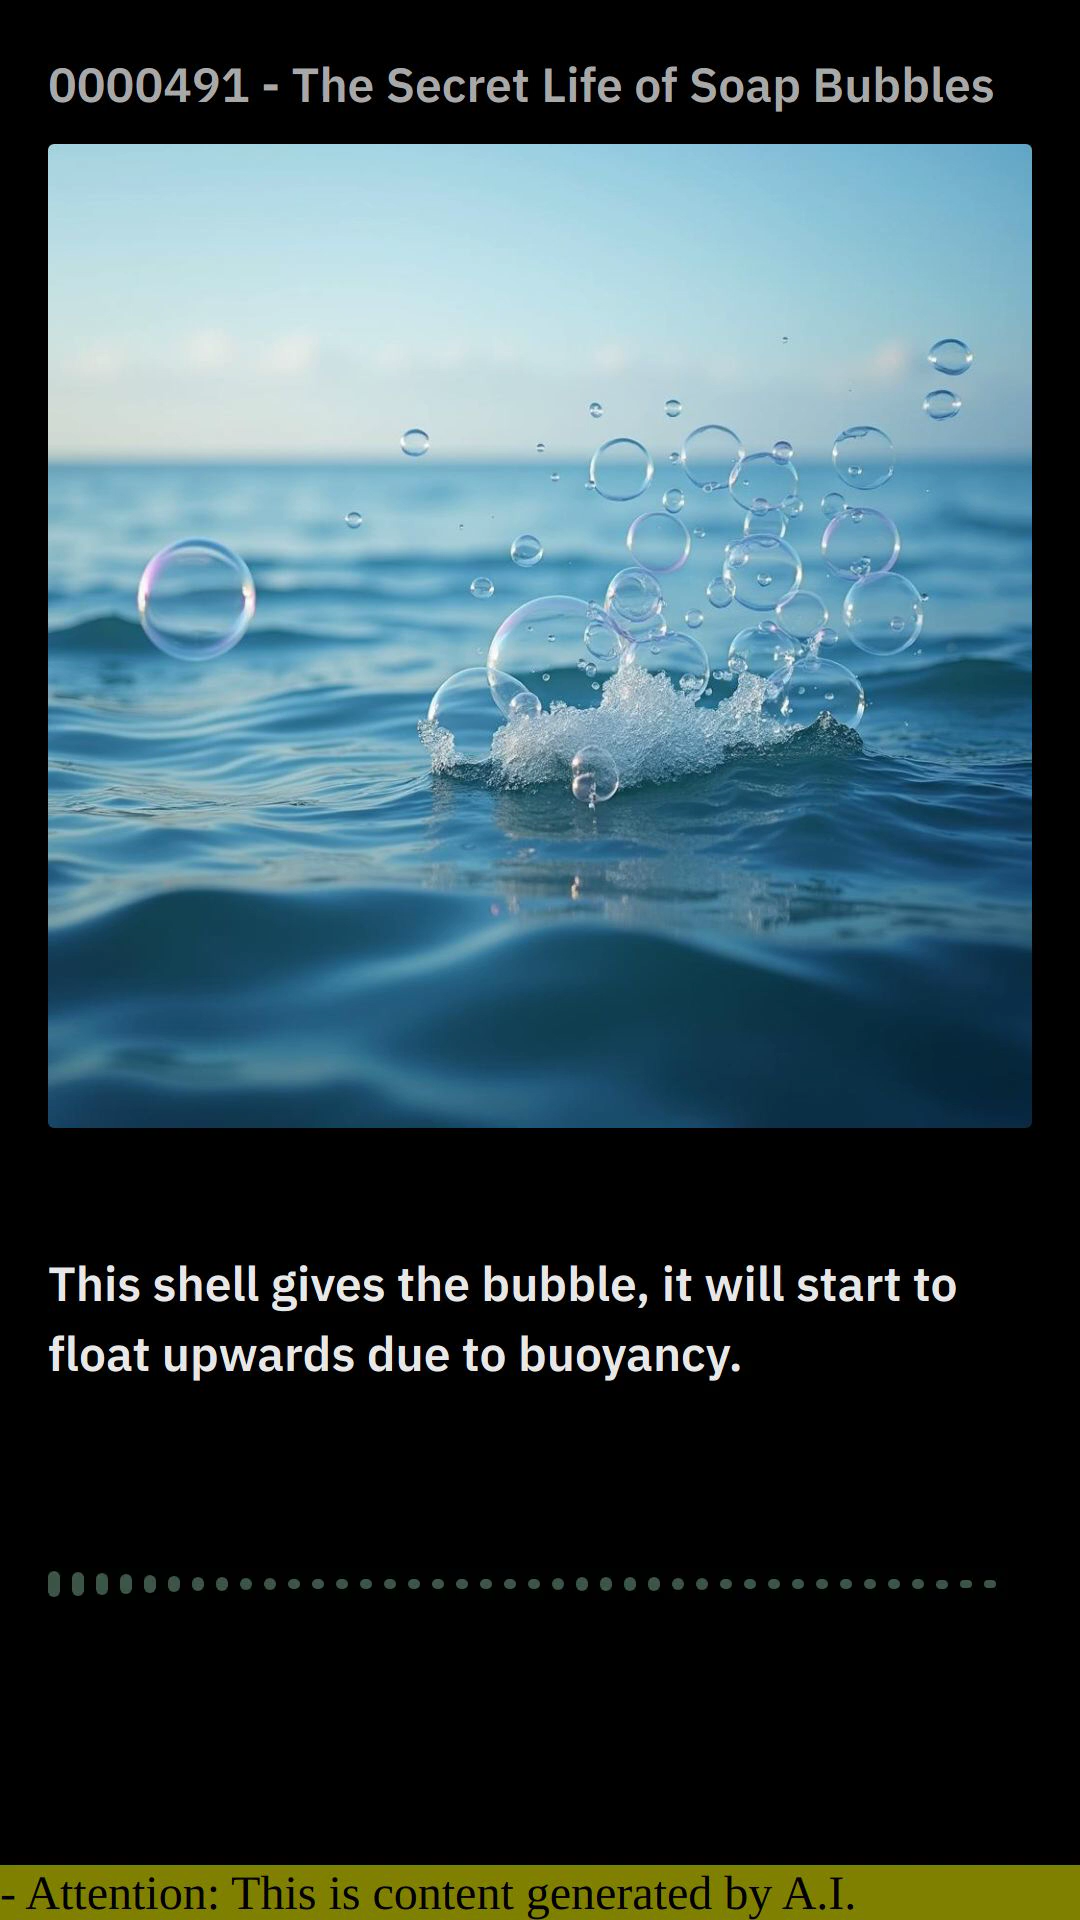 0000491 - The Secret Life of Soap Bubbles
This shell gives the bubble, it will start to
float upwards due to buoyancy.
- Attention: This is content generated by A.I.